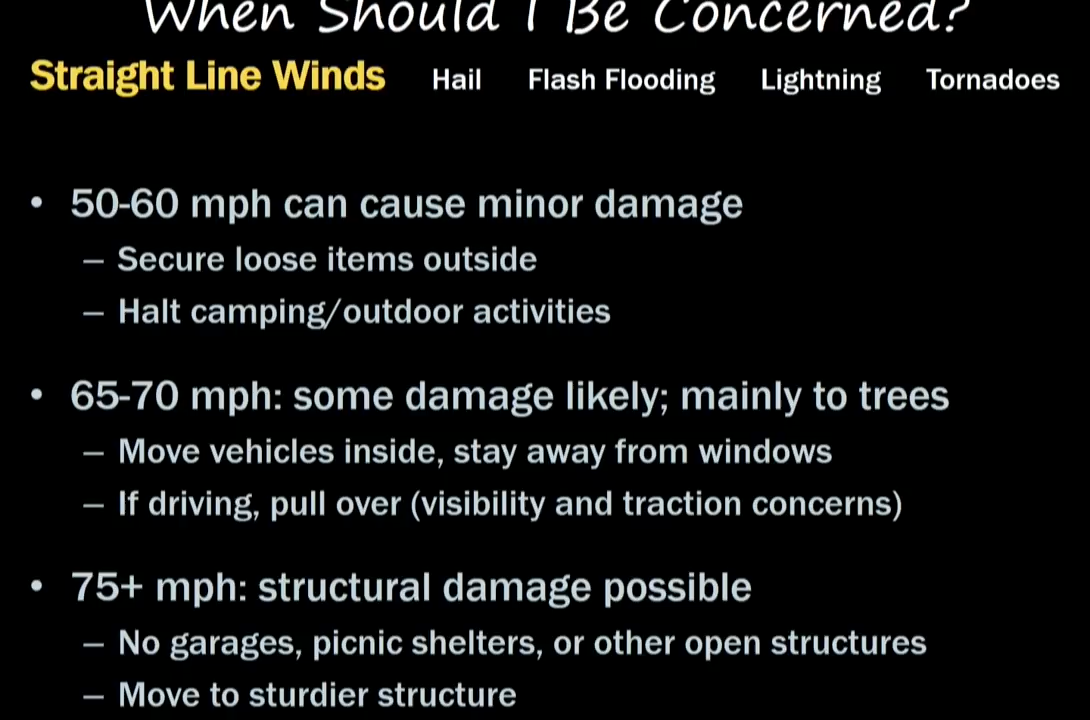 When Should I Be Concerned?
Straight Line Winds Hail Flash Flooding Lightning Tornadoes
• 50-60 mph can cause minor damage
– Secure loose items outside
– Halt camping/outdoor activities
• 65-70 mph: some damage likely; mainly to trees
– Move vehicles inside, stay away from windows
– If driving, pull over (visibility and traction concerns)
• 75+ mph: structural damage possible
– No garages, picnic shelters, or other open structures
– Move to sturdier structure